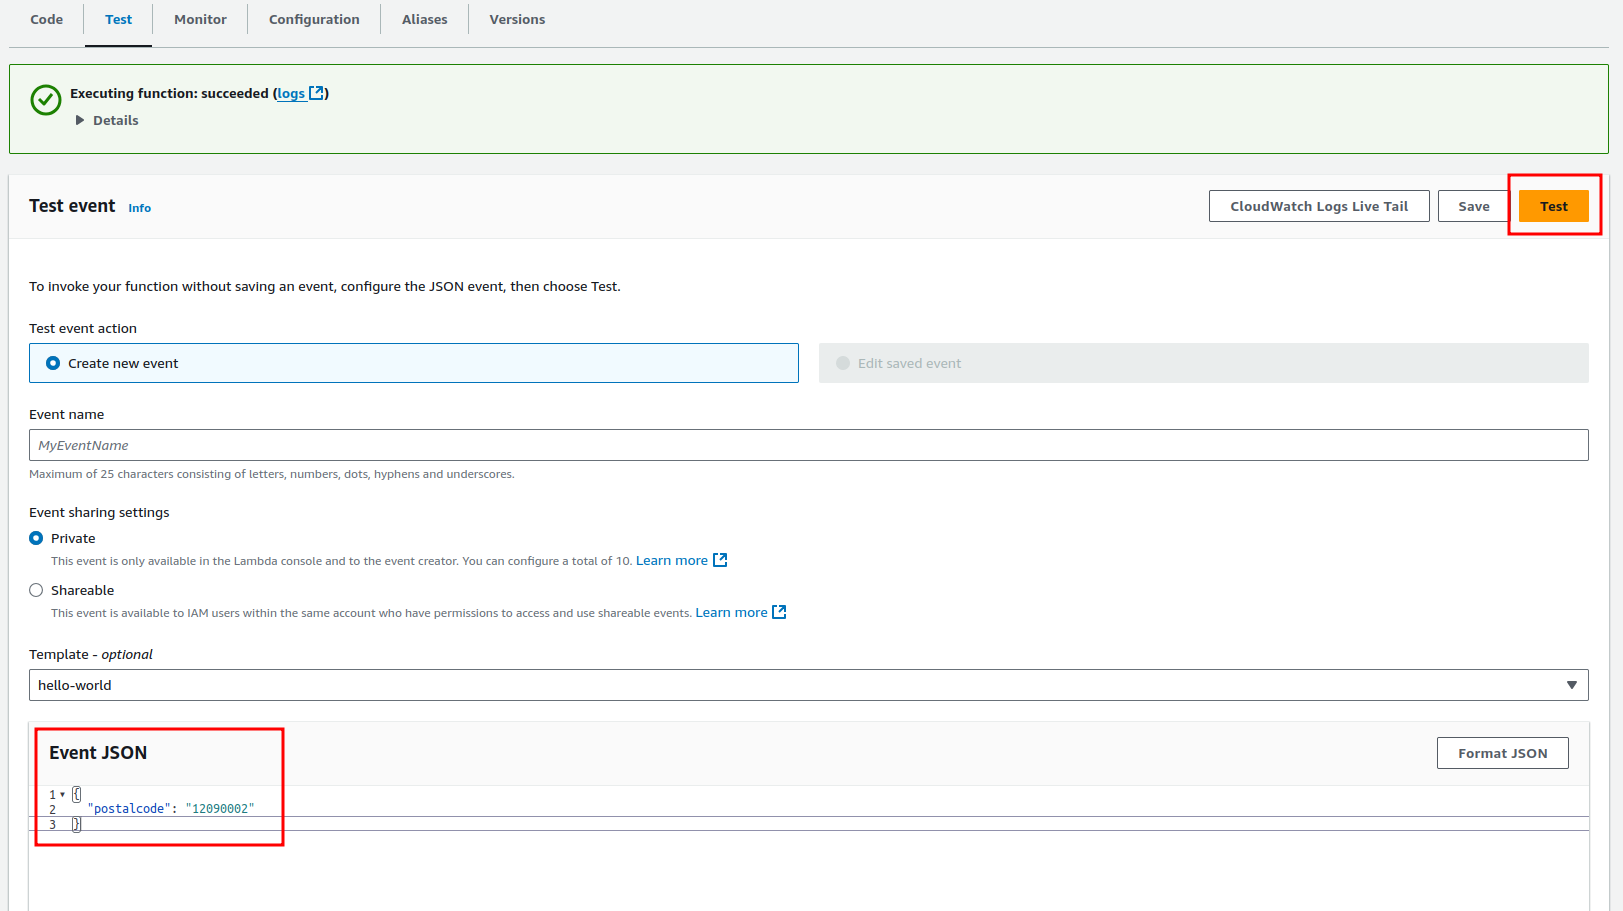 Code Test Monitor Configuration Aliases Versions
Executing function: succeeded (logs)
Details
Test event Info CloudWatch Logs Live Tail Save Test
To invoke your function without saving an event, configure the JSON event, then choose Test.
Test event action
Create new event Edit saved event
Event name
MyEventName
Maximum of 25 characters consisting of letters, numbers, dots, hyphens and underscores.
Event sharing settings
Private
This event is only available in the Lambda console and to the event creator. You can configure a total of 10. Learn more
Shareable
This event is available to IAM users within the same account who have permissions to access and use shareable events. Learn more
Template - optional
hello-world
Event JSON Format JSON
1 {
2 "postalcode": "12090002"
3 }